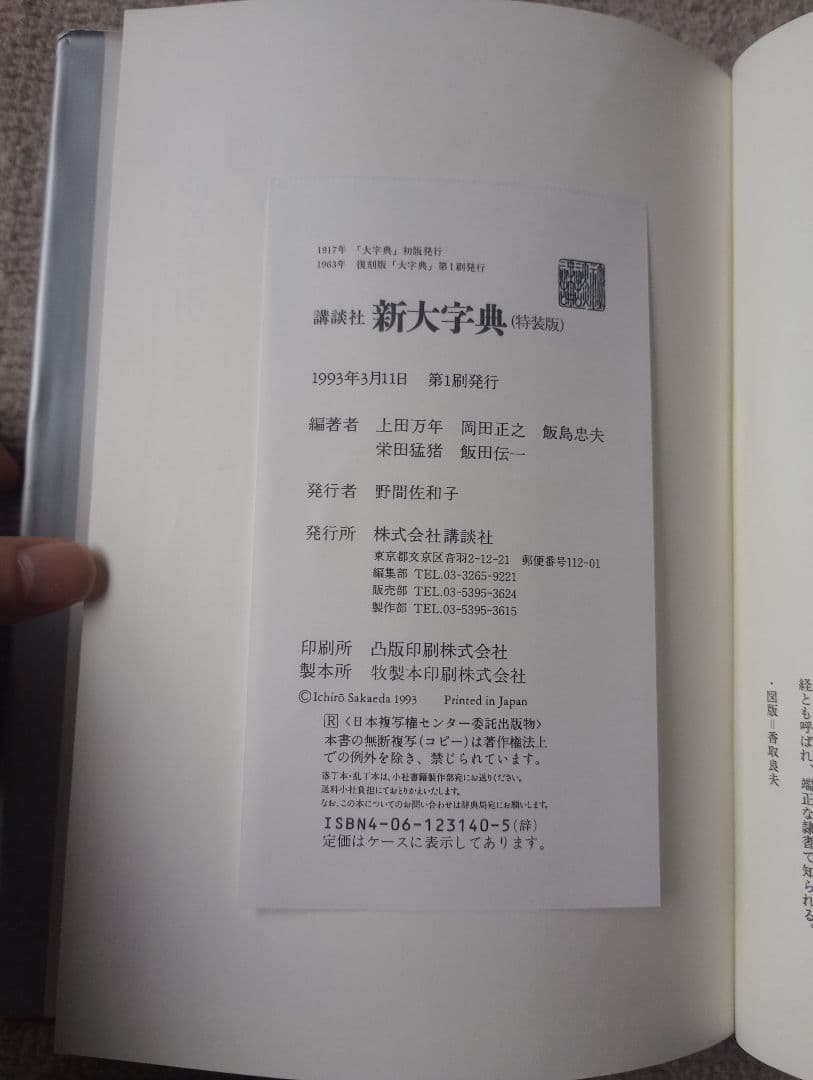 1917年 「大字典」初版発行
1963年 復刻版「大字典」第1刷発行
講談社 新大字典(特装版)
1993年3月11日 第1刷発行
編著者 上田万年 岡田正之 飯島忠夫
栄田猛猪 飯田伝一
発行者 野間佐和子
発行所 株式会社講談社
東京都文京区音羽2-12-21 郵便番号112-01
編集部 TEL.03-3265-9221
販売部 TEL.03-5395-3624
製作部 TEL.03-5395-3615
印刷所 凸版印刷株式会社
製本所 牧製本印刷株式会社
©Ichirō Sakaeda 1993 Printed in Japan
R〈日本複写権センター委託出版物〉
本書の無断複写(コピー)は著作権法上
での例外を除き、禁じられています。
落丁本・乱丁本は、小社書籍製作部宛にお送りください。
送料小社負担にておとりかえいたします。
なお、この本についてのお問い合わせは辞典局宛にお願いします。
ISBN4-06-123140-5(辞)
定価はケースに表示してあります。
経とも呼ばれ、端正な隷書で知られる。
・図版=香取良夫